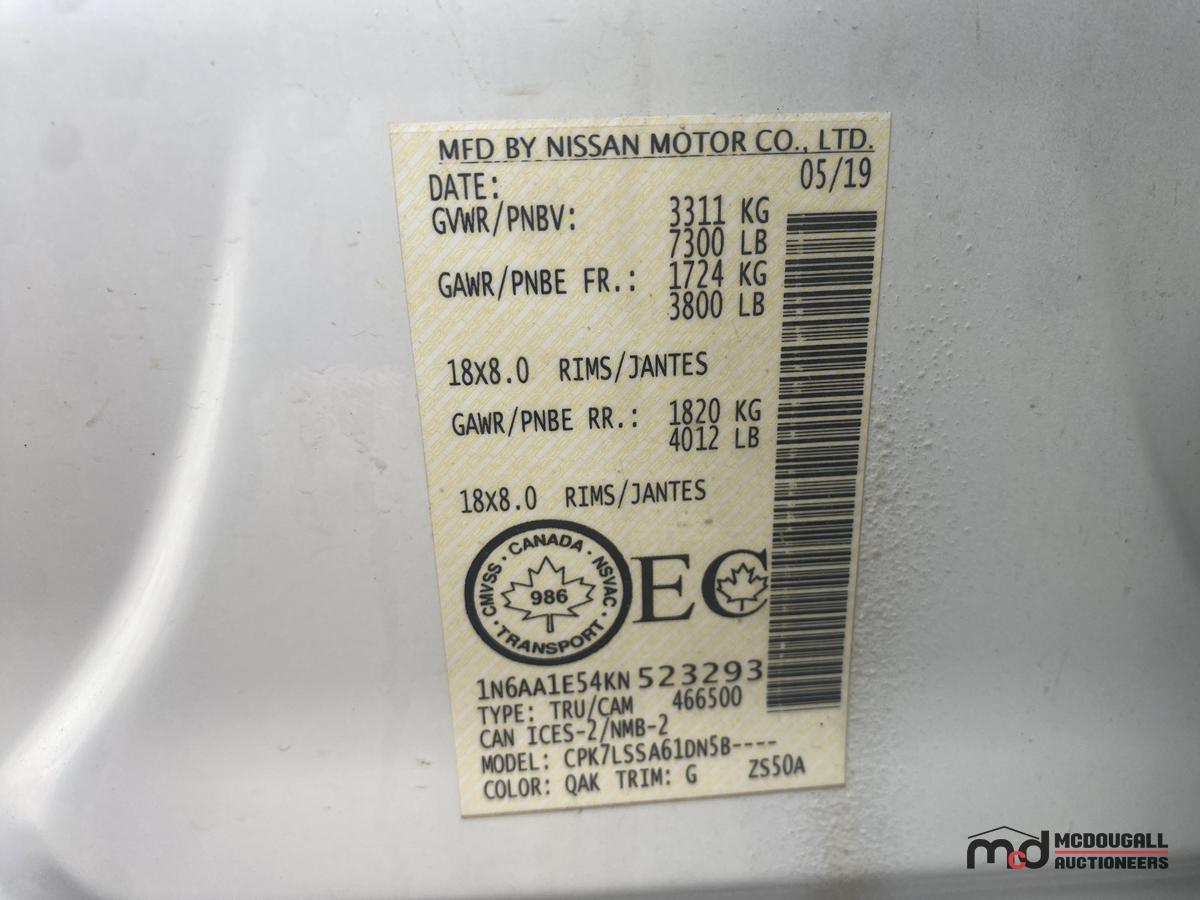 MFD BY NISSAN MOTOR CO., LTD.
DATE: 05/19
GVWR/PNBV: 3311 KG
7300 LB
GAWR/PNBE FR.: 1724 KG
3800 LB
18X8.0 RIMS/JANTES
GAWR/PNBE RR.: 1820 KG
4012 LB
18X8.0 RIMS/JANTES
CANADA · NSVAC · TRANSPORT · CMVSS ·
986
EC
1N6AA1E54KN 523293
TYPE: TRU/CAM 466500
CAN ICES-2/NMB-2
MODEL: CPK7LSSA61DN5B----
COLOR: QAK TRIM: G ZS50A
mcd MCDOUGALL
AUCTIONEERS